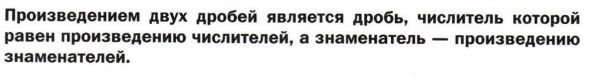 Произведением двух дробей является дробь, числитель которой
равен произведению числителей, а знаменатель — произведению
знаменателей.